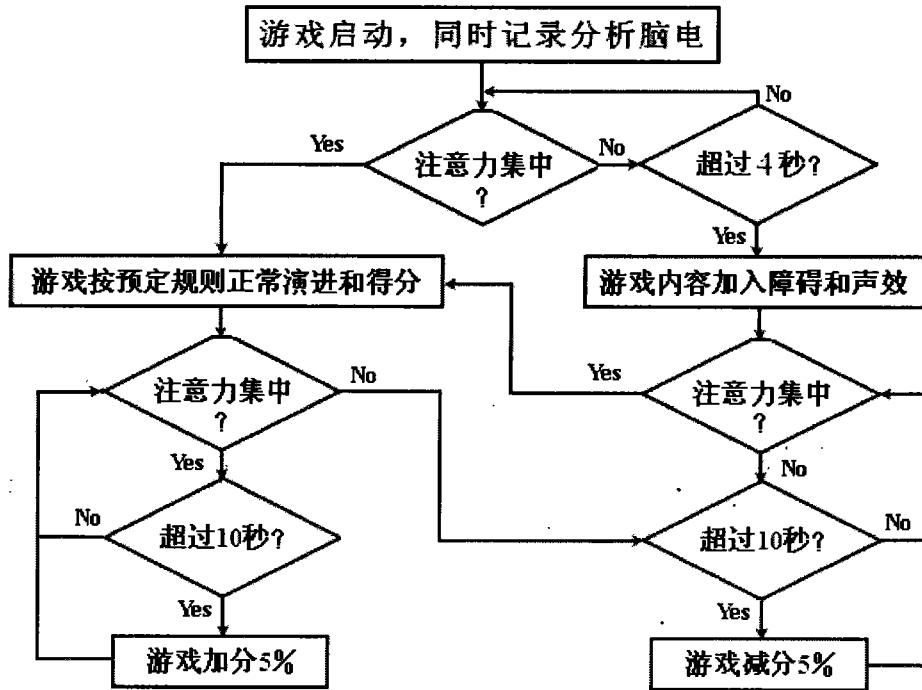 游戏启动，同时记录分析脑电
No
Yes
注意力集中
？
No
超过4秒？
Yes
游戏按预定规则正常演进和得分
游戏内容加入障碍和声效
注意力集中
？
No
Yes
注意力集中
？
Yes
No
No
超过10秒？
超过10秒？
No
Yes
Yes
游戏加分5%
游戏减分5%